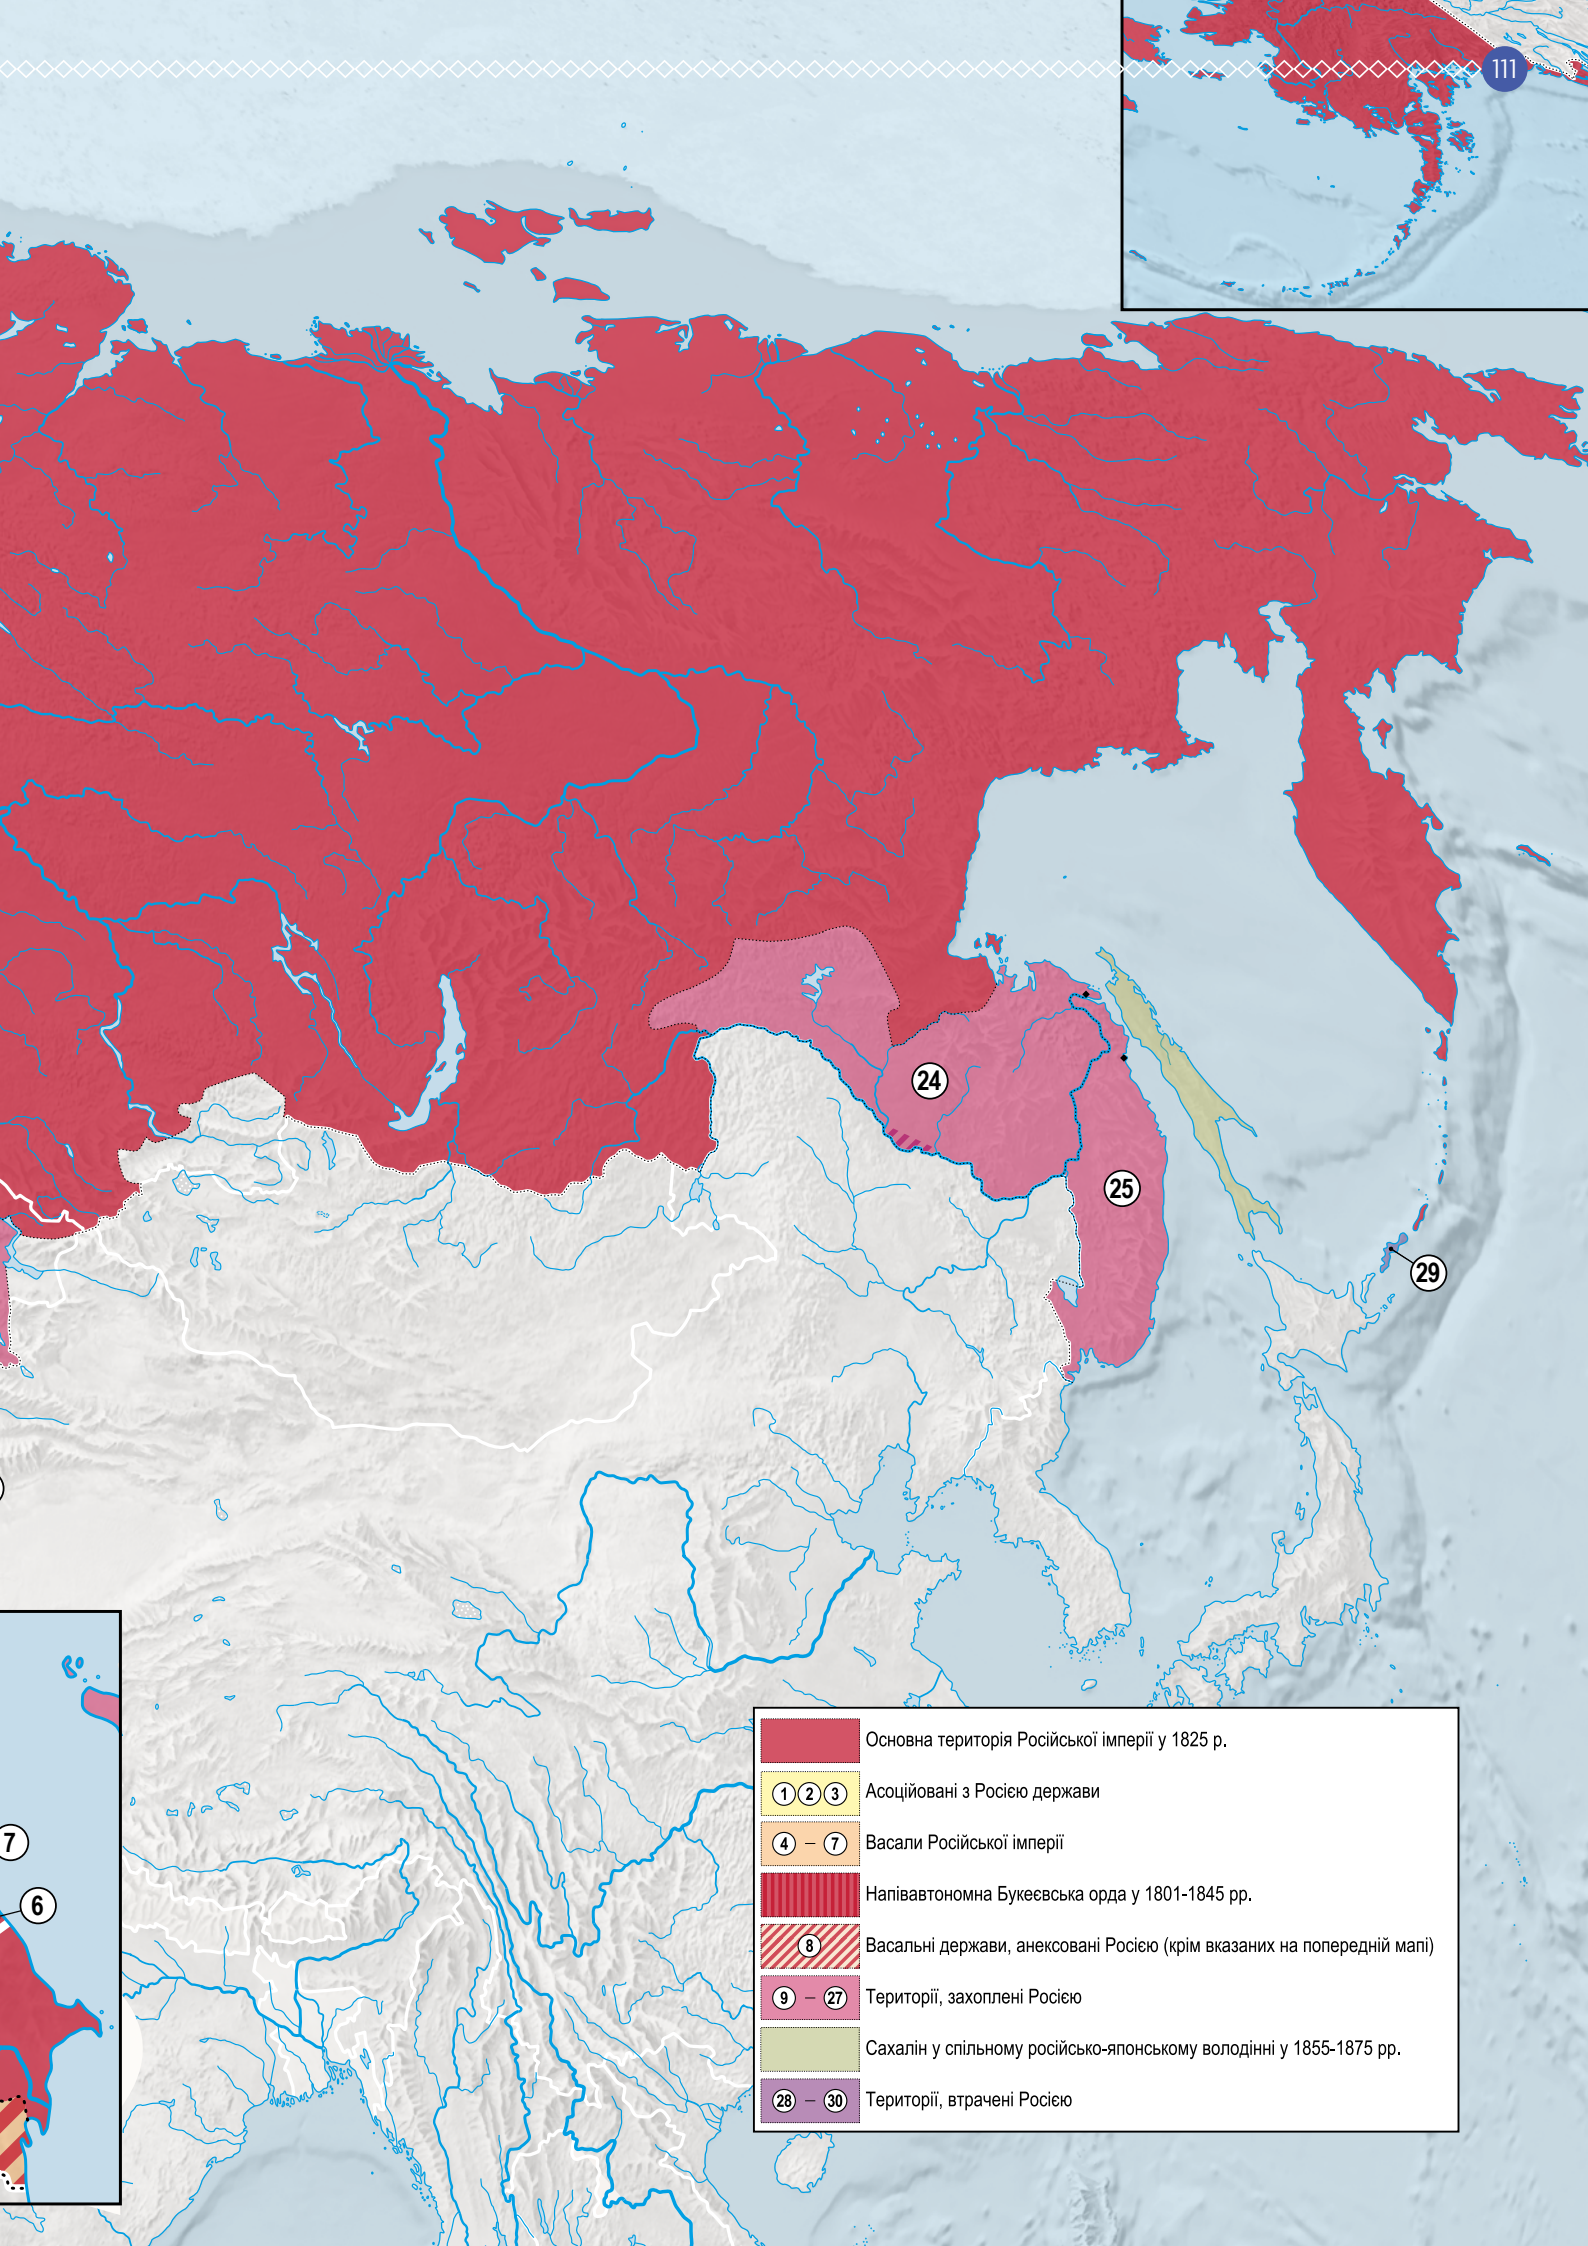 111
24
25
29
7
6
Основна територія Російської імперії у 1825 р.
1 2 3 Асоційовані з Росією держави
4 – 7 Васали Російської імперії
Напівавтономна Букеєвська орда у 1801-1845 рр.
8 Васальні держави, анексовані Росією (крім вказаних на попередній мапі)
9 – 27 Території, захоплені Росією
Сахалін у спільному російсько-японському володінні у 1855-1875 рр.
28 – 30 Території, втрачені Росією